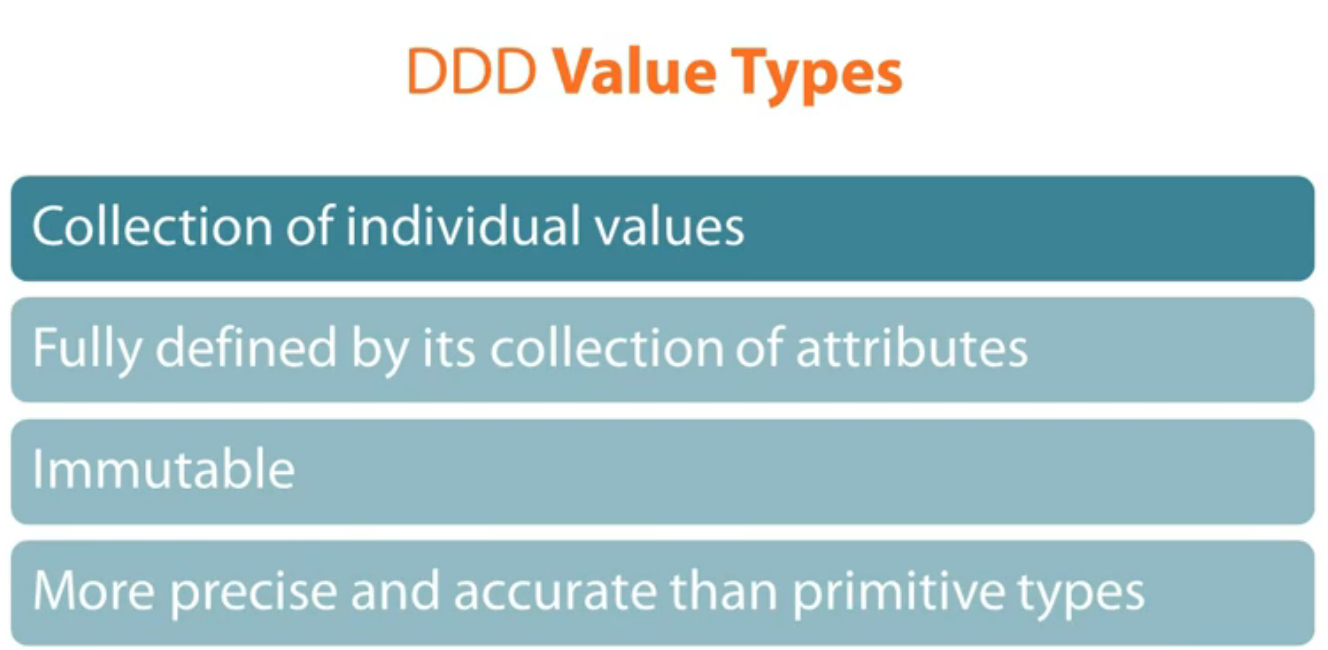 DDD Value Types
Collection of individual values
Fully defined by its collection of attributes
Immutable
More precise and accurate than primitive types